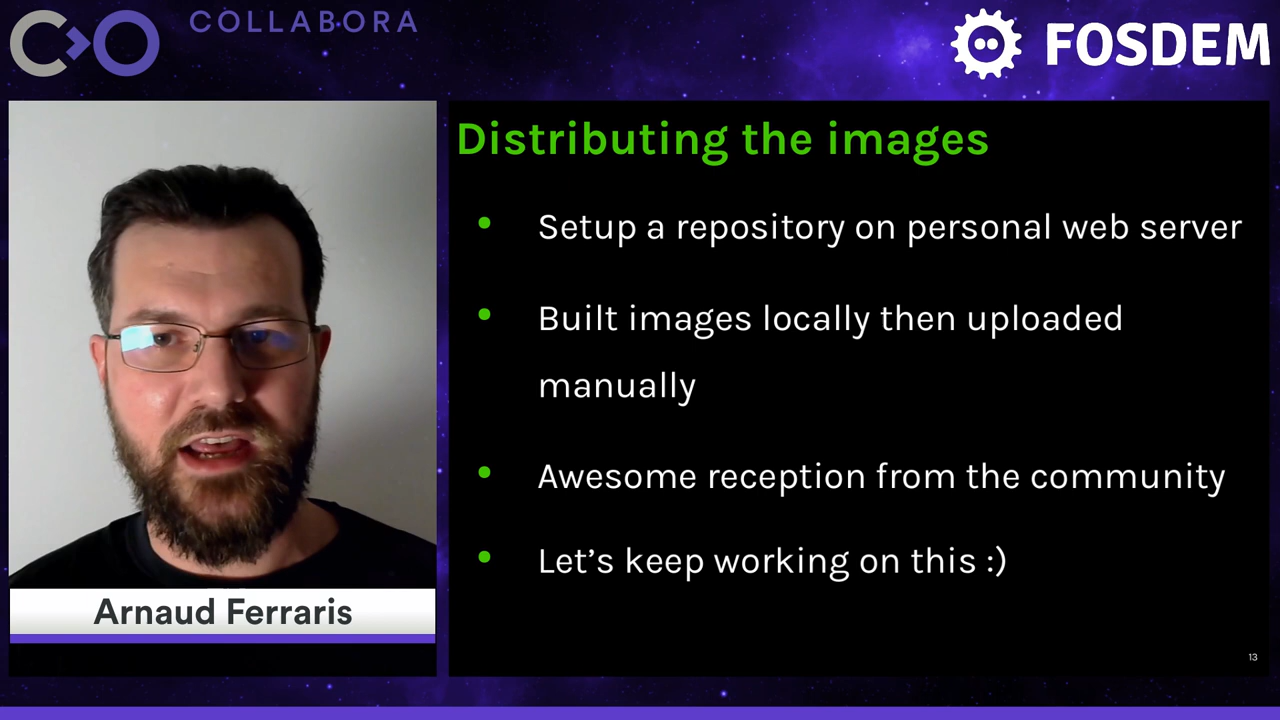 COLLABORA
FOSDEM
Distributing the images
• Setup a repository on personal web server
• Built images locally then uploaded
manually
• Awesome reception from the community
• Let’s keep working on this :)
Arnaud Ferraris
13